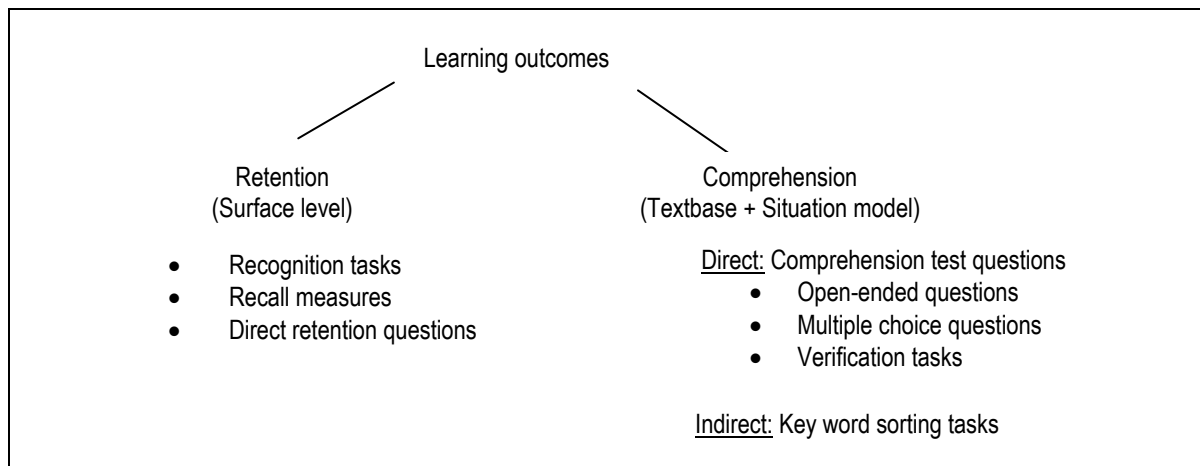 Learning outcomes
Retention
(Surface level)
• Recognition tasks
• Recall measures
• Direct retention questions
Comprehension
(Textbase + Situation model)
Direct: Comprehension test questions
• Open-ended questions
• Multiple choice questions
• Verification tasks
Indirect: Key word sorting tasks